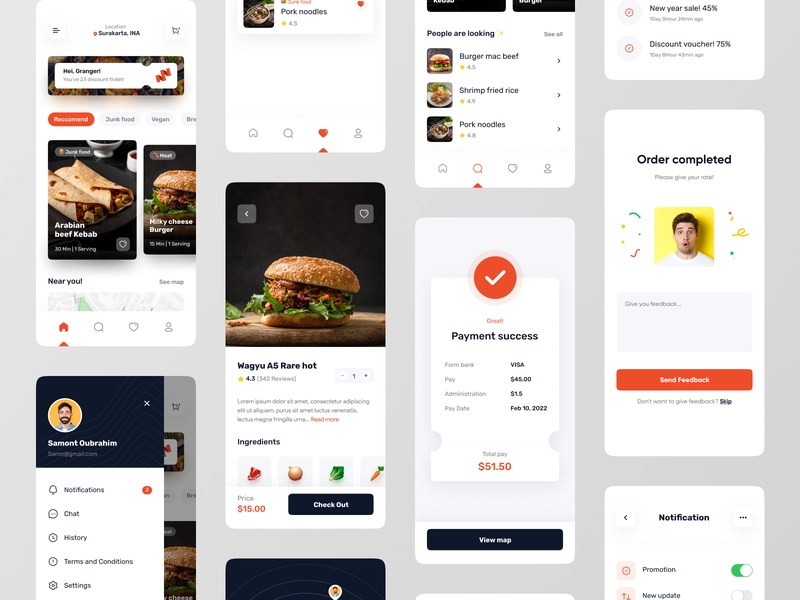 Location
Surakarta, INA
Hei, Granger!
You've 23 discount ticket!
Reccomend
Junk food
Vegan
Bre
Junk food
Arabian
beef Kebab
30 Min | 1 Serving
Meat
Milky cheese
Burger
15 Min | 1 Serving
Near you!
See map
Samont Oubrahim
Samn@gmail.com
Notifications
2
Chat
History
Terms and Conditions
Settings
Junk food
Pork noodles
4.5
Wagyu A5 Rare hot
4.3 (342 Reviews)
− 1 +
Lorem ipsum dolor sit amet, consectetur adipiscing
elit ut aliquam, purus sit amet luctus venenatis,
lectus magna fringilla urna... Read more
Ingredients
Price
$15.00
Check Out
Kebab
Burger
People are looking
See all
Burger mac beef
4.5
Shrimp fried rice
4.9
Pork noodles
4.8
Great!
Payment success
Form bank VISA
Pay $45.00
Administration $1.5
Pay Date Feb 10, 2022
Total pay
$51.50
View map
New year sale! 45%
1Day 3Hour 24min ago
Discount voucher! 75%
1Day 8Hour 43min ago
Order completed
Please give your rate!
Give you feedback...
Send Feedback
Don't want to give feedback? Skip
Notification
Promotion
New update